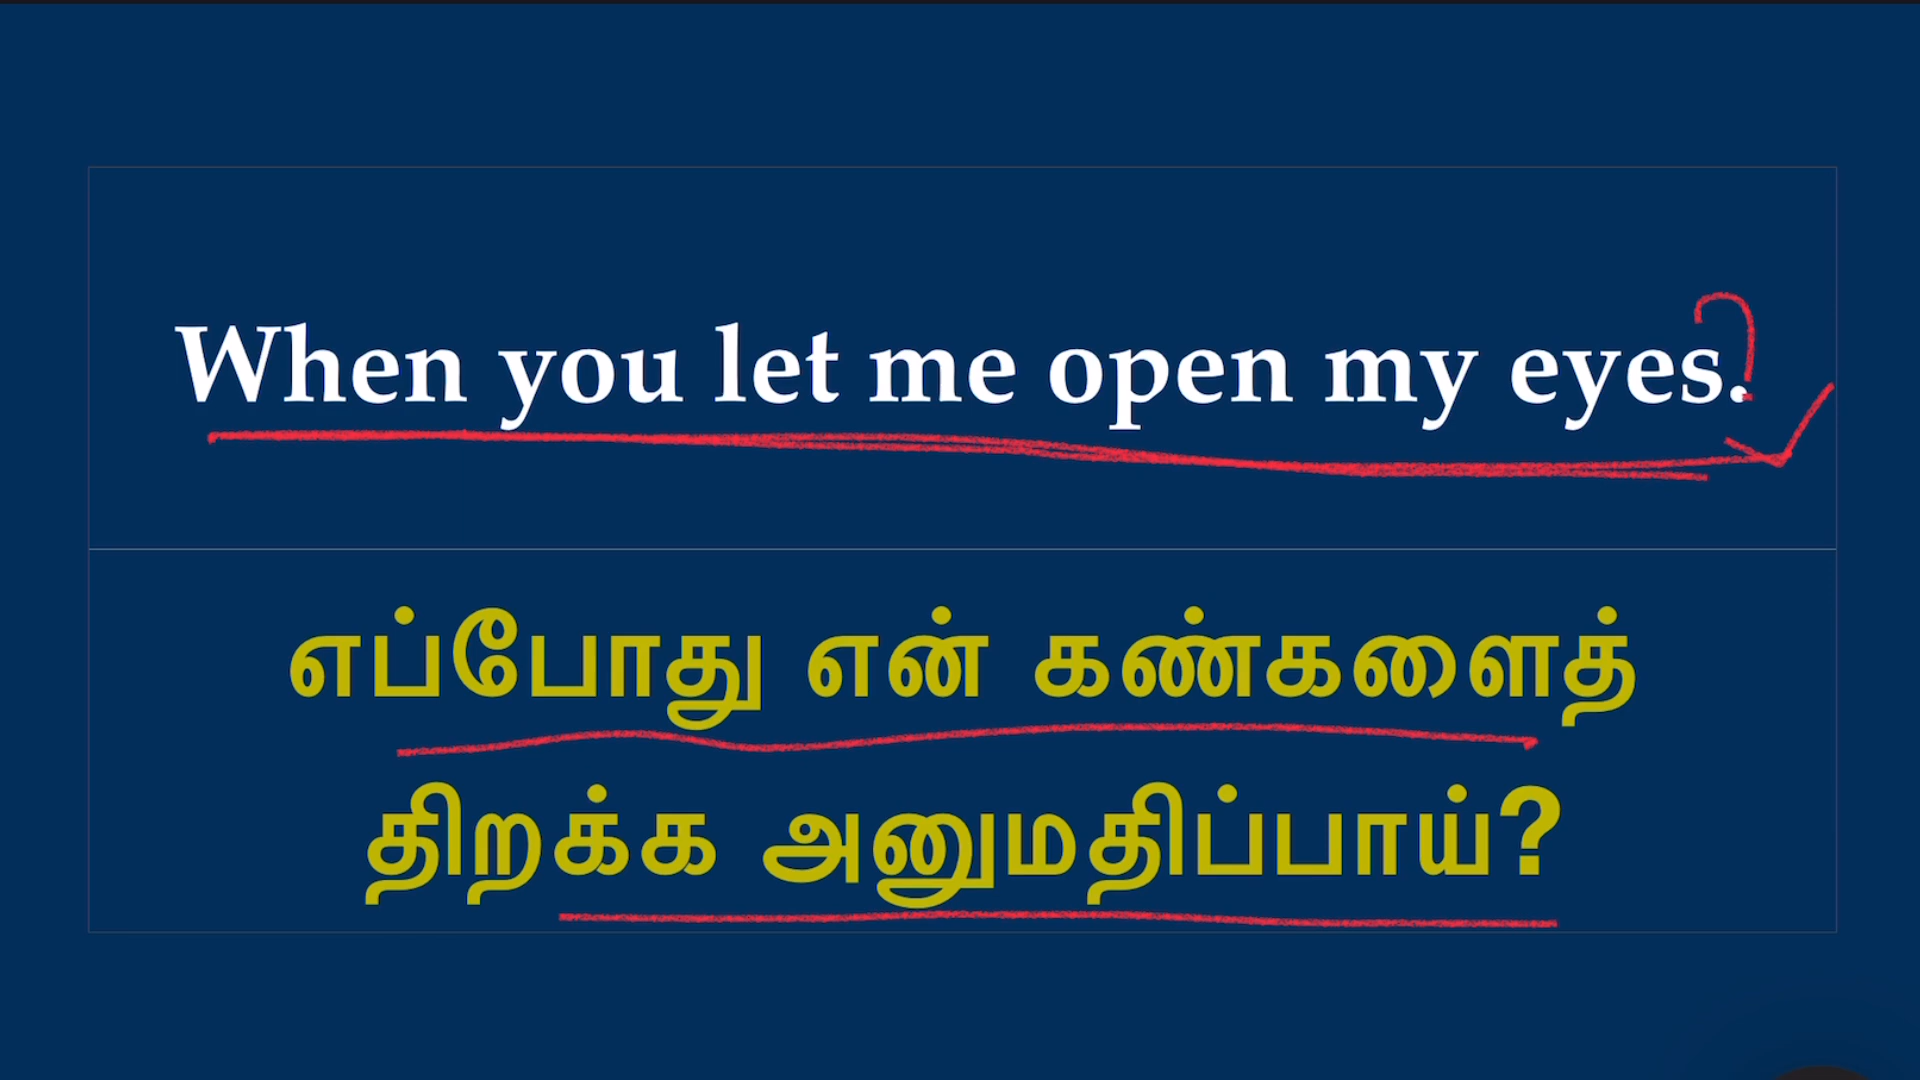 When you let me open my eyes.?
எப்போது என் கண்களைத்
திறக்க அனுமதிப்பாய்?